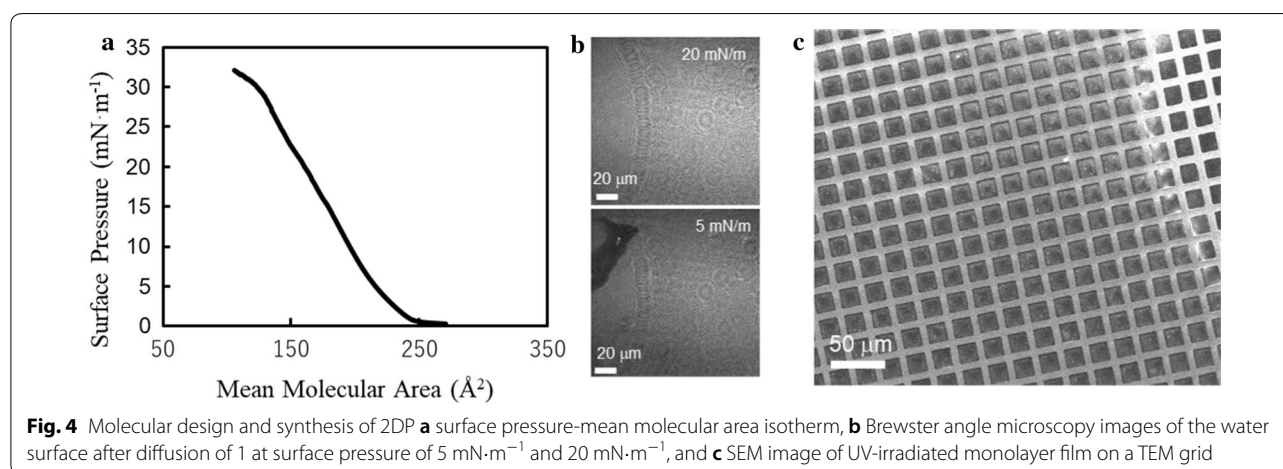 a
35
30
25
20
15
10
5
0
50 150 250 350
Surface Pressure (mN·m⁻¹)
Mean Molecular Area (Å²)
b
20 mN/m
20 μm
5 mN/m
20 μm
c
50 μm
Fig. 4 Molecular design and synthesis of 2DP a surface pressure-mean molecular area isotherm, b Brewster angle microscopy images of the water
surface after diffusion of 1 at surface pressure of 5 mN·m⁻¹ and 20 mN·m⁻¹, and c SEM image of UV-irradiated monolayer film on a TEM grid